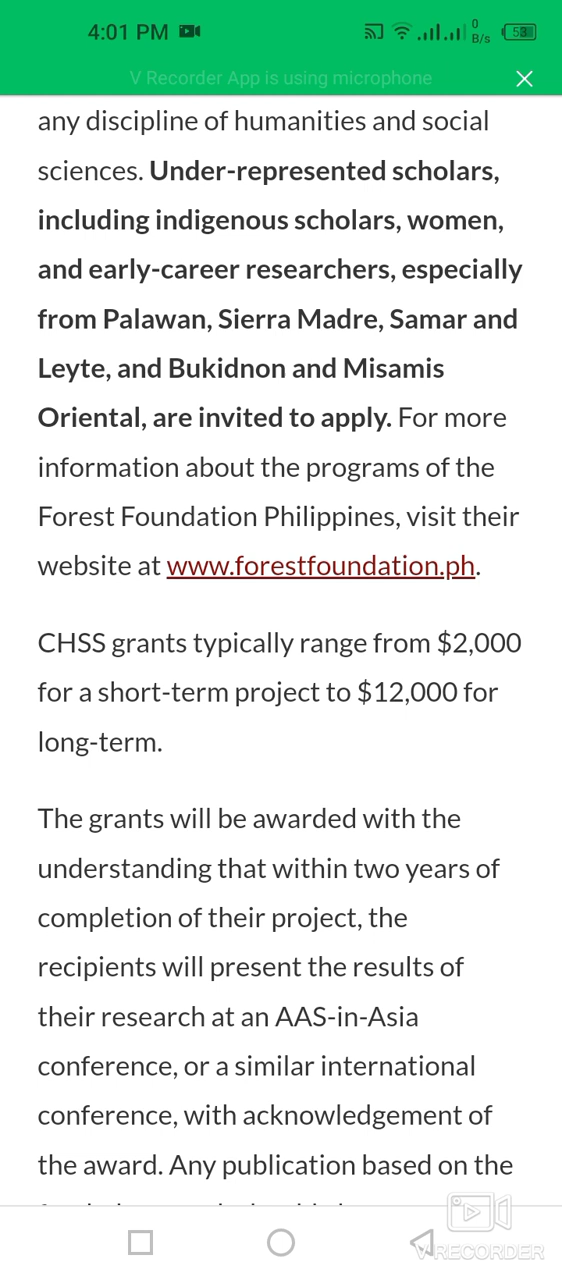 4:01 PM
0
B/s
53
V Recorder App is using microphone
any discipline of humanities and social
sciences. Under-represented scholars,
including indigenous scholars, women,
and early-career researchers, especially
from Palawan, Sierra Madre, Samar and
Leyte, and Bukidnon and Misamis
Oriental, are invited to apply. For more
information about the programs of the
Forest Foundation Philippines, visit their
website at www.forestfoundation.ph.
CHSS grants typically range from $2,000
for a short-term project to $12,000 for
long-term.
The grants will be awarded with the
understanding that within two years of
completion of their project, the
recipients will present the results of
their research at an AAS-in-Asia
conference, or a similar international
conference, with acknowledgement of
the award. Any publication based on the
VRECORDER